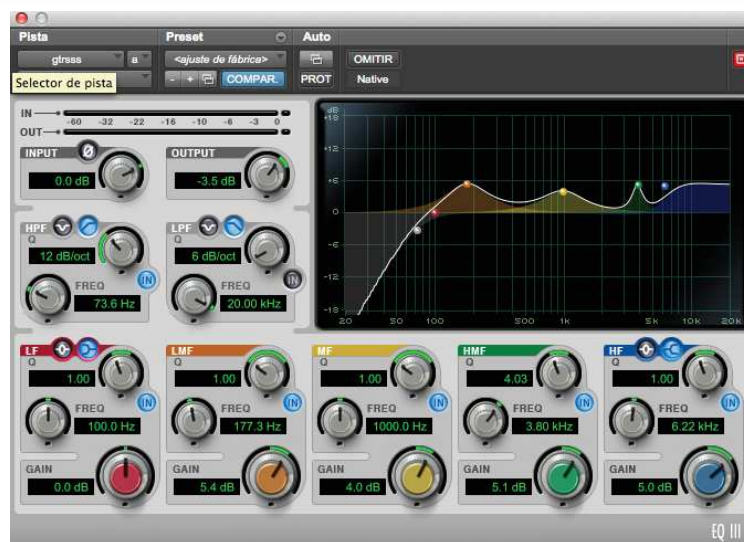 Pista Preset Auto
gtrsss a <ajuste de fábrica> OMITIR
Selector de pista - + COMPAR. PROT Native
IN
-60 -32 -22 -16 -10 -6 -3 0
OUT
INPUT Ø OUTPUT
0.0 dB -3.5 dB
HPF LPF
Q Q
12 dB/oct 6 dB/oct
IN IN
FREQ FREQ
73.6 Hz 20.00 kHz
dB
+18
+12
+6
0
-6
-12
-18
20 50 100 500 1k 5k 10k 20k
LF LMF MF HMF HF
Q Q Q Q Q
1.00 1.00 1.00 4.03 1.00
IN IN IN IN IN
FREQ FREQ FREQ FREQ FREQ
100.0 Hz 177.3 Hz 1000.0 Hz 3.80 kHz 6.22 kHz
GAIN GAIN GAIN GAIN GAIN
0.0 dB 5.4 dB 4.0 dB 5.1 dB 5.0 dB
EQ III